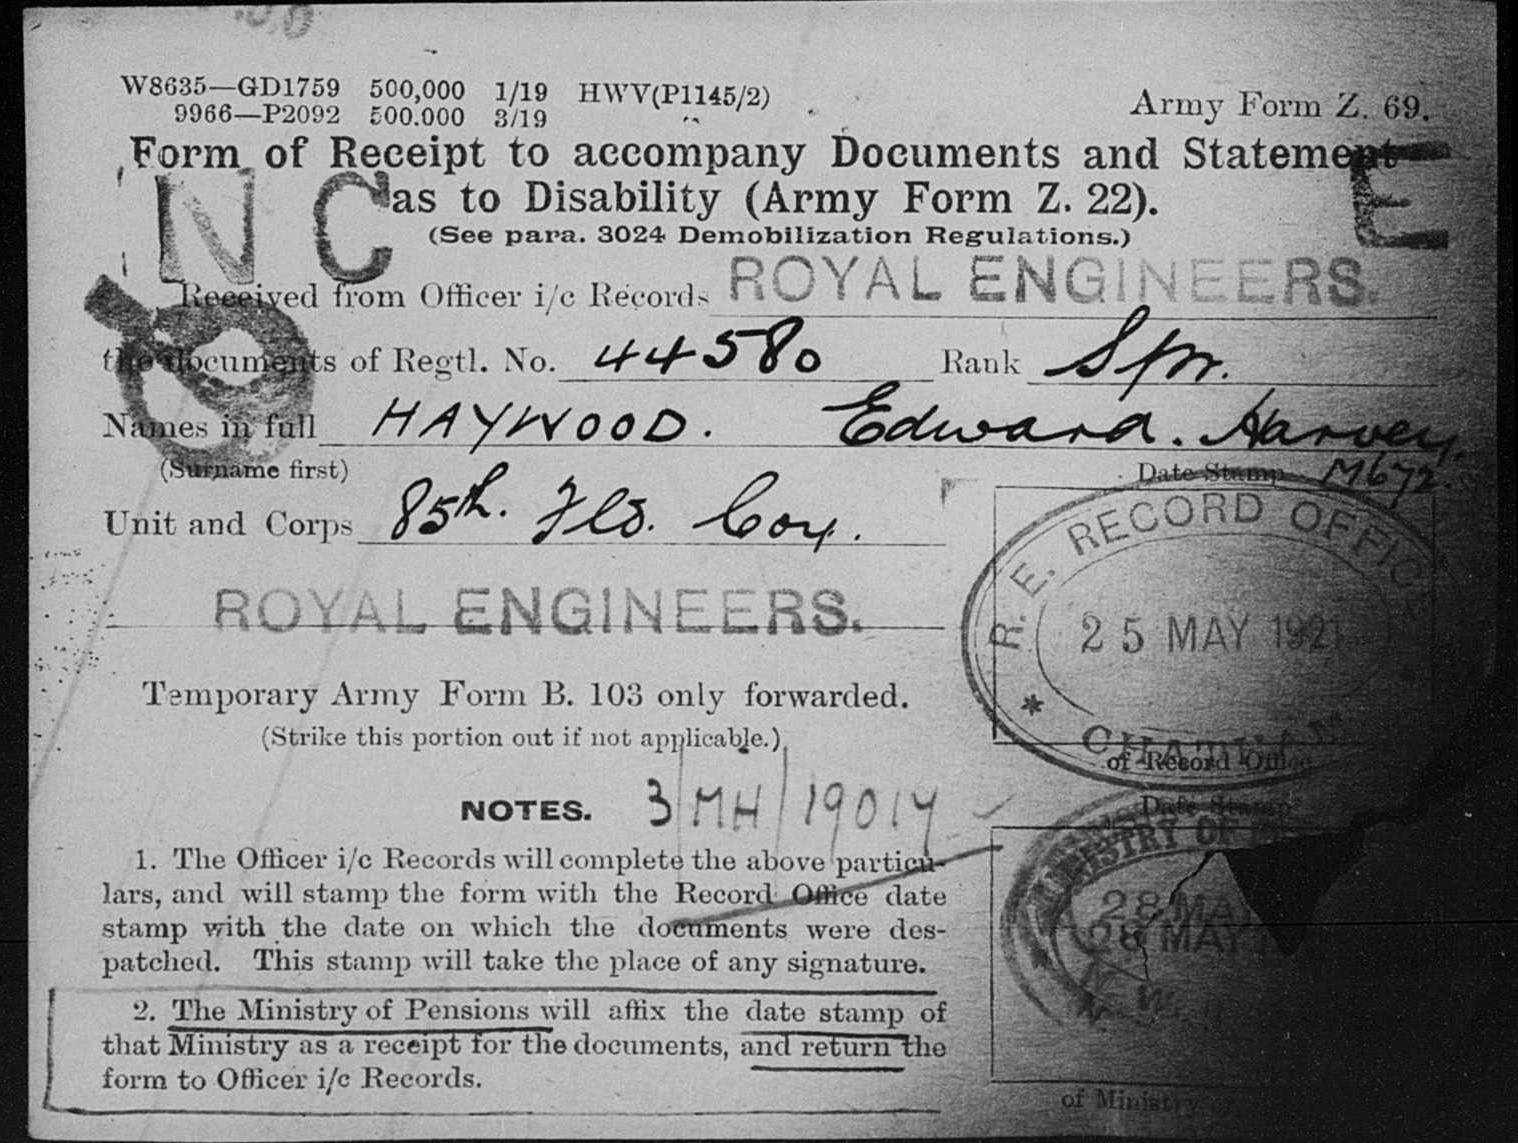 W8635—GD1759 500,000 1/19 HWV(P1145/2)
9966—P2092 500.000 3/19
Army Form Z. 69.
Form of Receipt to accompany Documents and Statement
as to Disability (Army Form Z. 22).
(See para. 3024 Demobilization Regulations.)
N C
E
Received from Officer i/c Records ROYAL ENGINEERS.
the documents of Regtl. No. 44580 Rank Spr.
Names in full HAYWOOD. Edward. Harvey.
(Surname first)
Date Stamp M672.
Unit and Corps 85th. Fld. Coy.
ROYAL ENGINEERS.
R. E. RECORD OFFICE
25 MAY 1921
* CHATHAM
of Record Office
Temporary Army Form B. 103 only forwarded.
(Strike this portion out if not applicable.)
NOTES. 3/MH/19014
1. The Officer i/c Records will complete the above particu-
lars, and will stamp the form with the Record Office date
stamp with the date on which the documents were des-
patched. This stamp will take the place of any signature.
2. The Ministry of Pensions will affix the date stamp of
that Ministry as a receipt for the documents, and return the
form to Officer i/c Records.
Date Stamp
MINISTRY OF
28 MAY
28 MAY
of Ministry